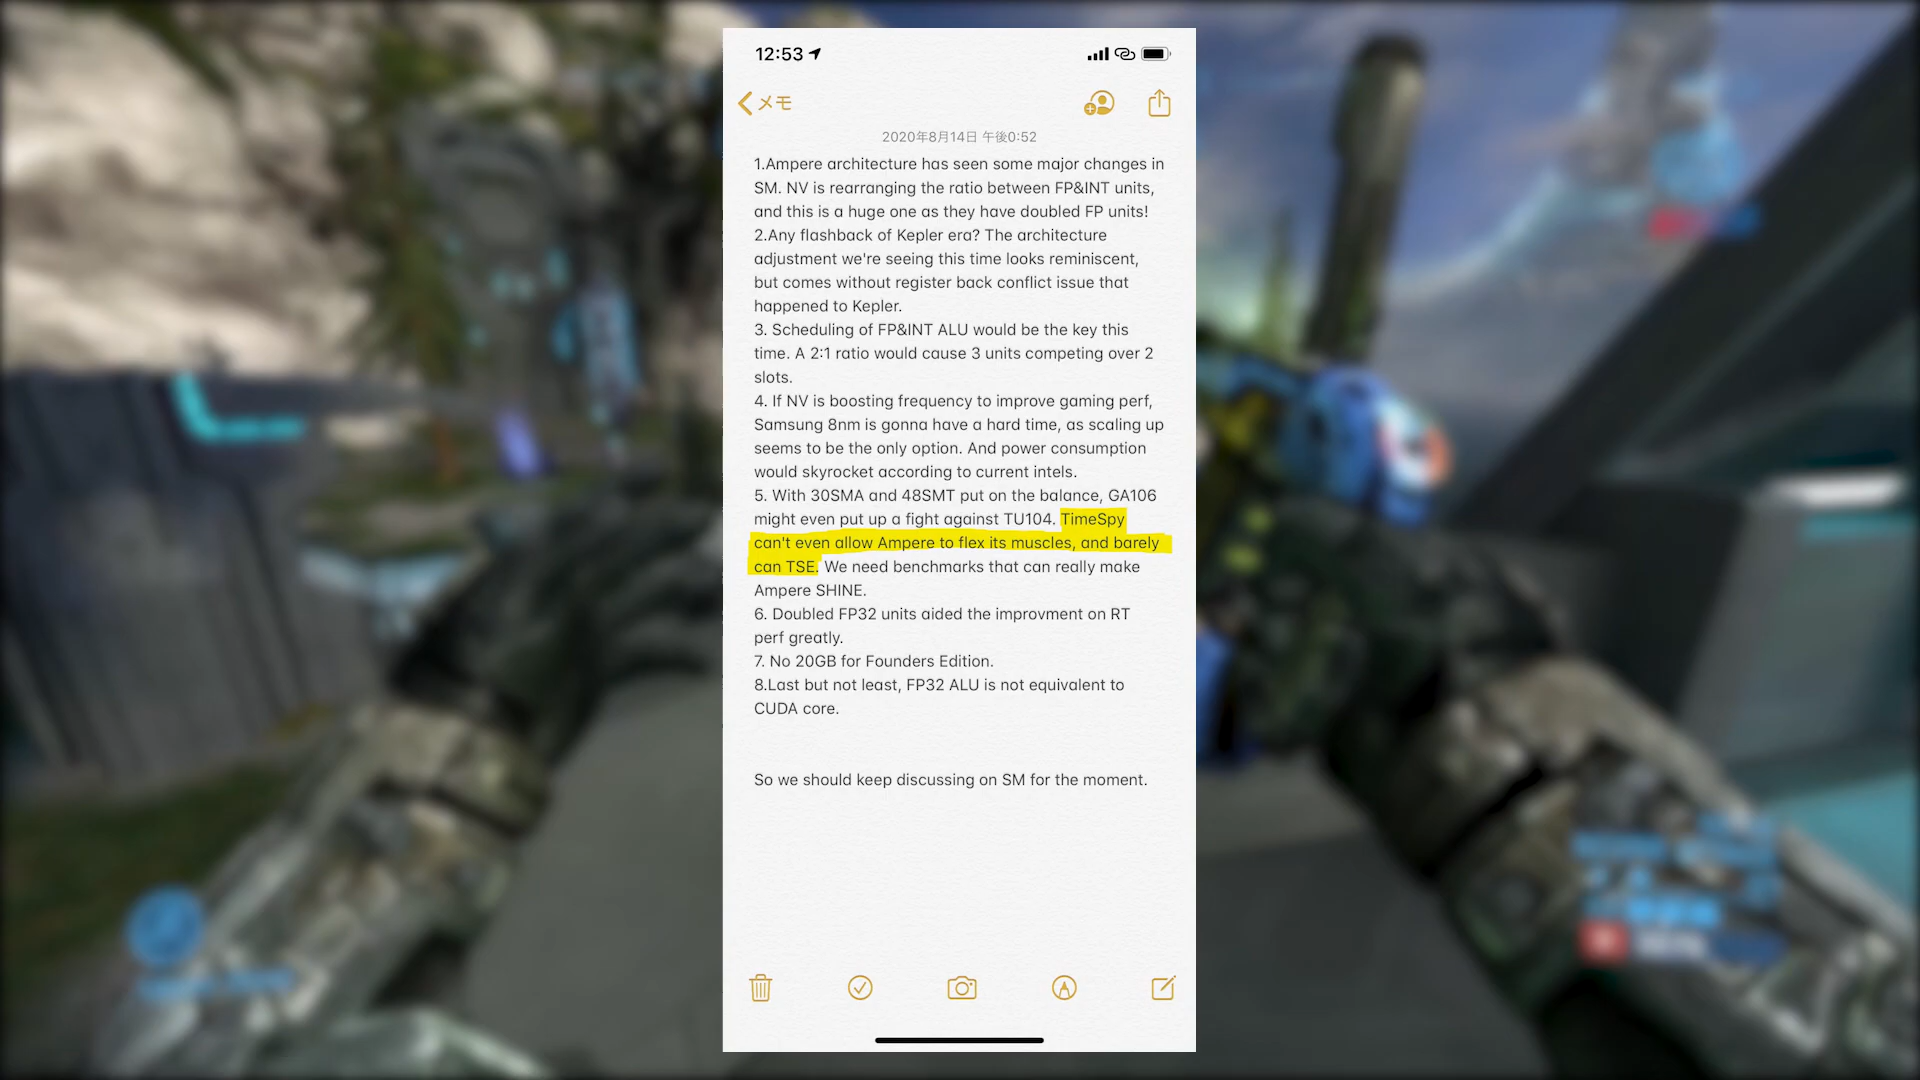 12:53
メモ
2020年8月14日 午後0:52
1.Ampere architecture has seen some major changes in
SM. NV is rearranging the ratio between FP&INT units,
and this is a huge one as they have doubled FP units!
2.Any flashback of Kepler era? The architecture
adjustment we're seeing this time looks reminiscent,
but comes without register back conflict issue that
happened to Kepler.
3. Scheduling of FP&INT ALU would be the key this
time. A 2:1 ratio would cause 3 units competing over 2
slots.
4. If NV is boosting frequency to improve gaming perf,
Samsung 8nm is gonna have a hard time, as scaling up
seems to be the only option. And power consumption
would skyrocket according to current intels.
5. With 30SMA and 48SMT put on the balance, GA106
might even put up a fight against TU104. TimeSpy
can't even allow Ampere to flex its muscles, and barely
can TSE. We need benchmarks that can really make
Ampere SHINE.
6. Doubled FP32 units aided the improvment on RT
perf greatly.
7. No 20GB for Founders Edition.
8.Last but not least, FP32 ALU is not equivalent to
CUDA core.
So we should keep discussing on SM for the moment.